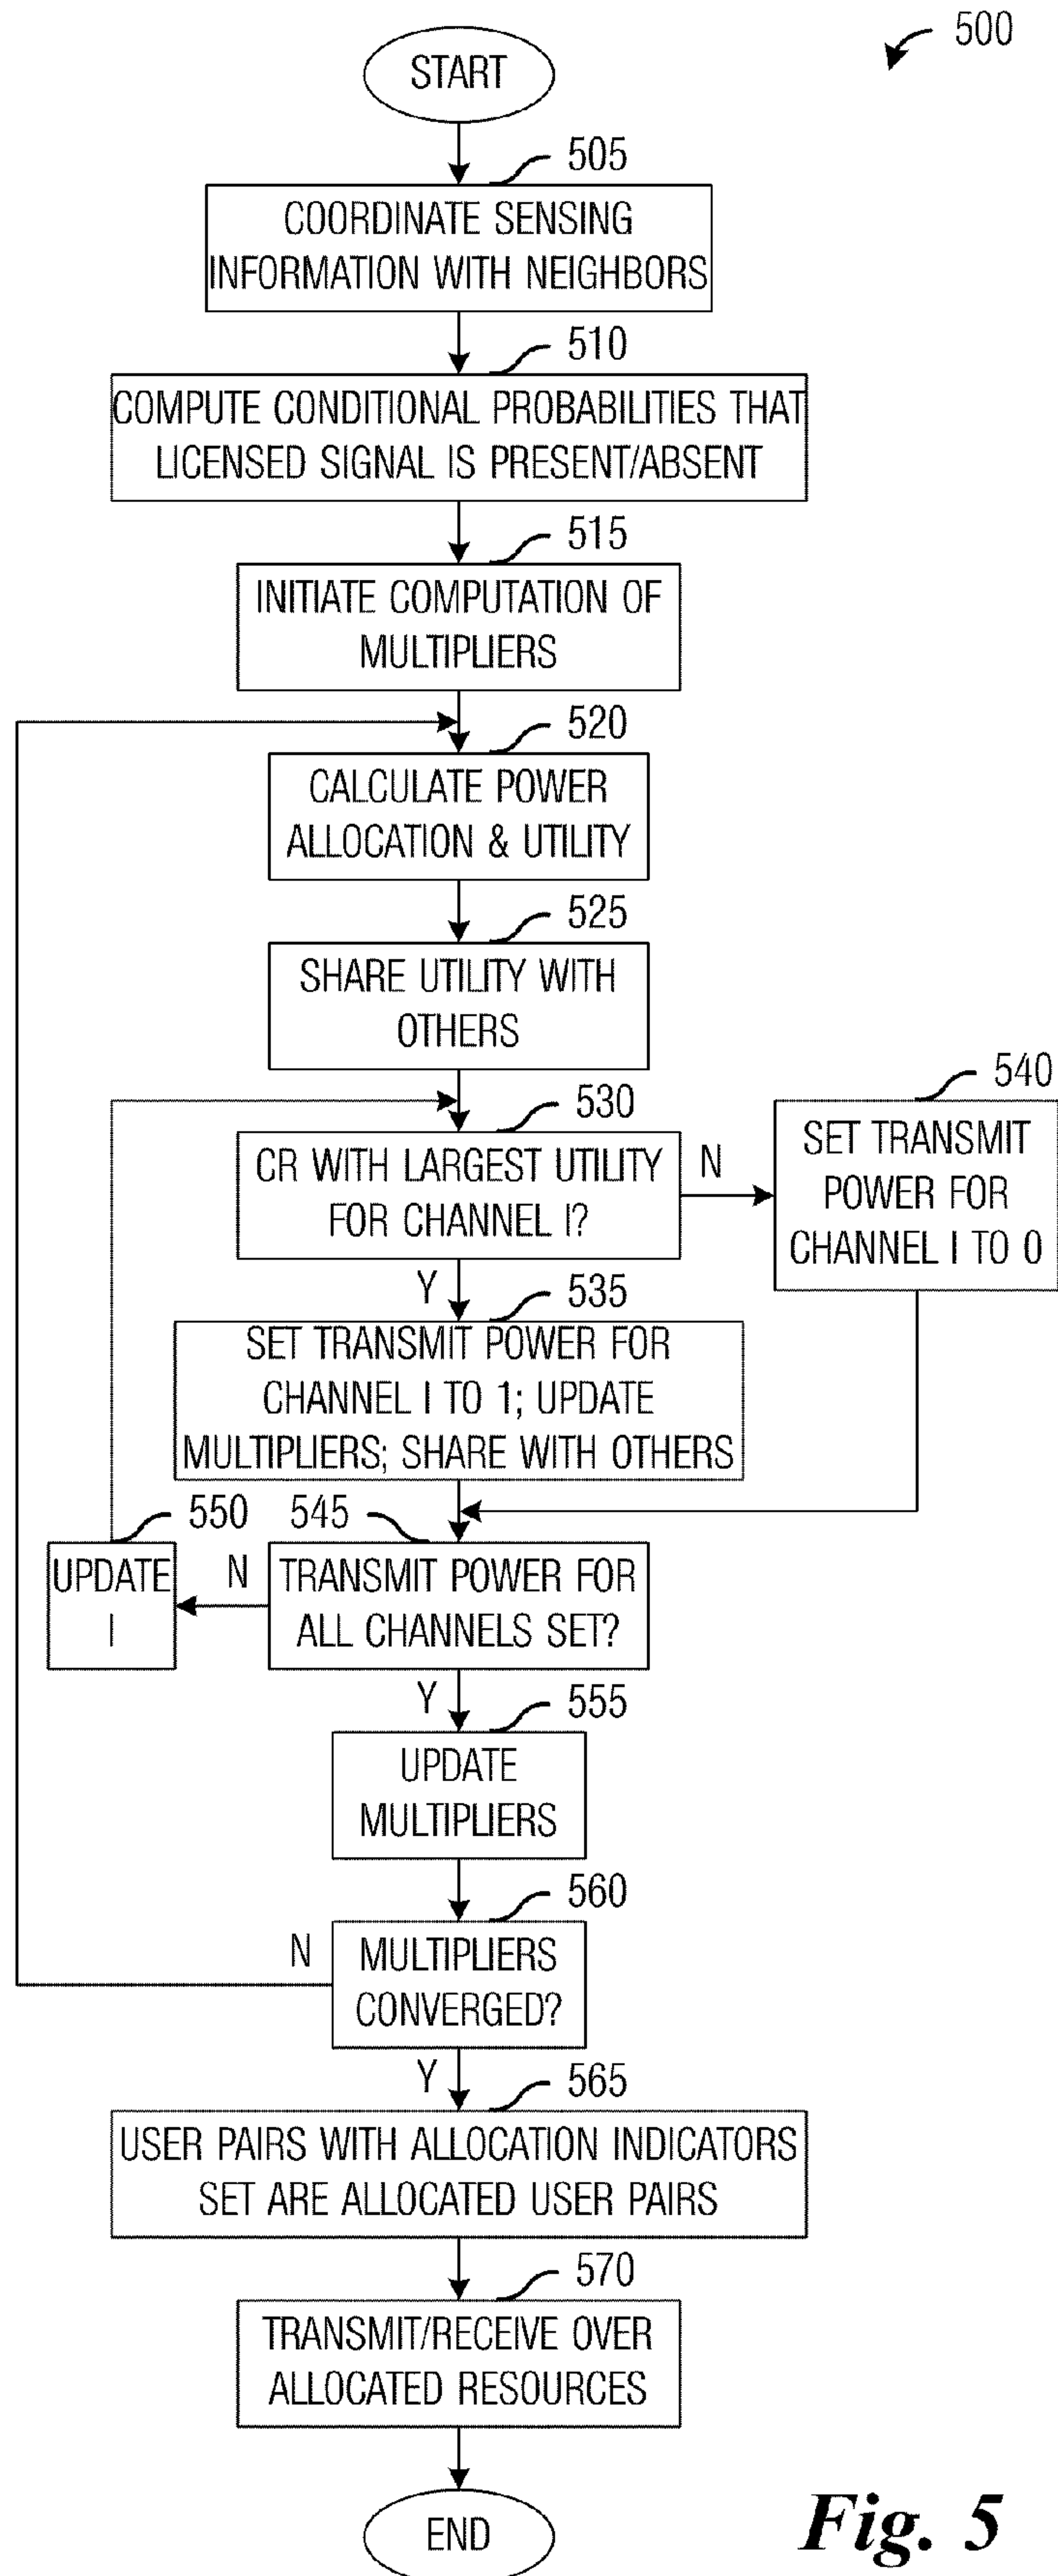 500
START
505
COORDINATE SENSING
INFORMATION WITH NEIGHBORS
510
COMPUTE CONDITIONAL PROBABILITIES THAT
LICENSED SIGNAL IS PRESENT/ABSENT
515
INITIATE COMPUTATION OF
MULTIPLIERS
520
CALCULATE POWER
ALLOCATION & UTILITY
525
SHARE UTILITY WITH
OTHERS
530
CR WITH LARGEST UTILITY
FOR CHANNEL I?
N
540
SET TRANSMIT
POWER FOR
CHANNEL I TO 0
Y
535
SET TRANSMIT POWER FOR
CHANNEL I TO 1; UPDATE
MULTIPLIERS; SHARE WITH OTHERS
550
UPDATE
I
N
545
TRANSMIT POWER FOR
ALL CHANNELS SET?
Y
555
UPDATE
MULTIPLIERS
560
N
MULTIPLIERS
CONVERGED?
Y
565
USER PAIRS WITH ALLOCATION INDICATORS
SET ARE ALLOCATED USER PAIRS
570
TRANSMIT/RECEIVE OVER
ALLOCATED RESOURCES
END
Fig. 5